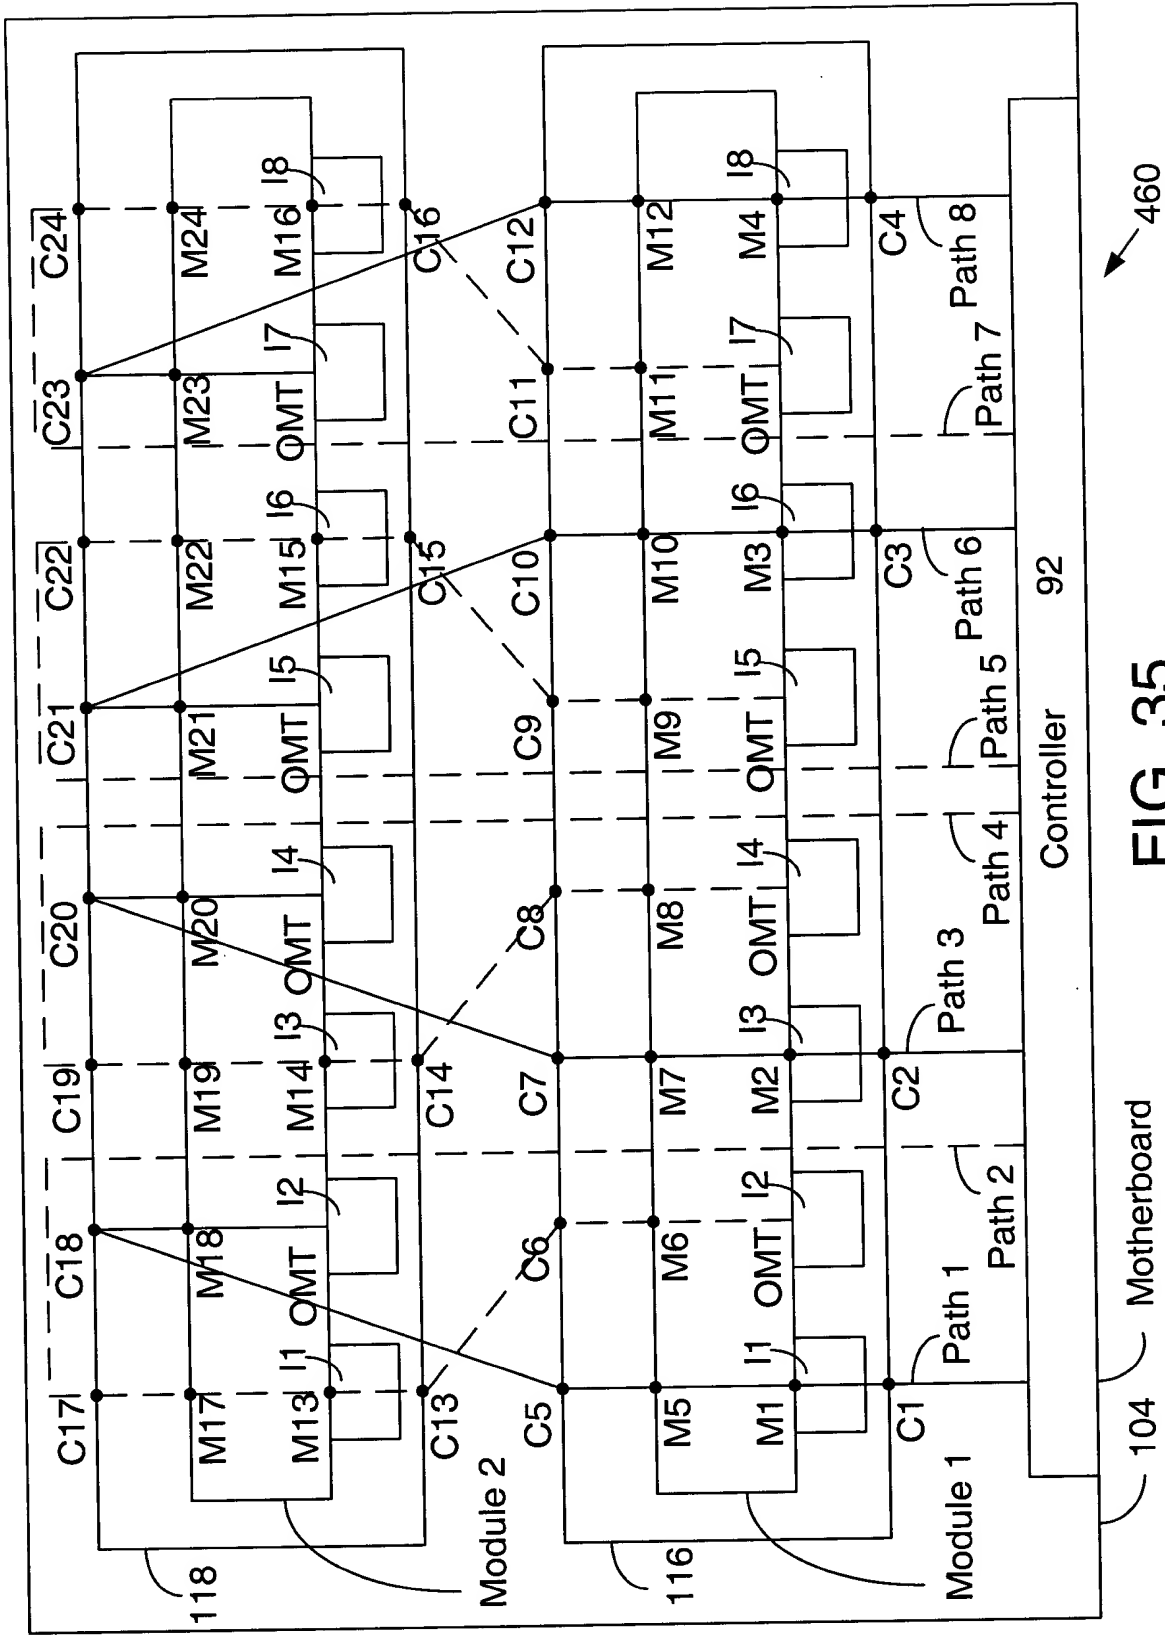 C17 C18 C19 C20 C21 C22 C23 C24
M17 M18 M19 M20 M21 M22 M23 M24
I1 I2 I3 I4 I5 I6 I7 I8
M13 OMT M14 OMT OMT M15 OMT M16
C13 C14 C15 C16
118
Module 2
C5 C6 C7 C8 C9 C10 C11 C12
M5 M6 M7 M8 M9 M10 M11 M12
I1 I2 I3 I4 I5 I6 I7 I8
M1 OMT M2 OMT OMT M3 OMT M4
116
C1 C2 C3 C4
Module 1
Path 1 Path 2 Path 3 Path 4 Path 5 Path 6 Path 7 Path 8
Controller 92
104 Motherboard
460
FIG. 35